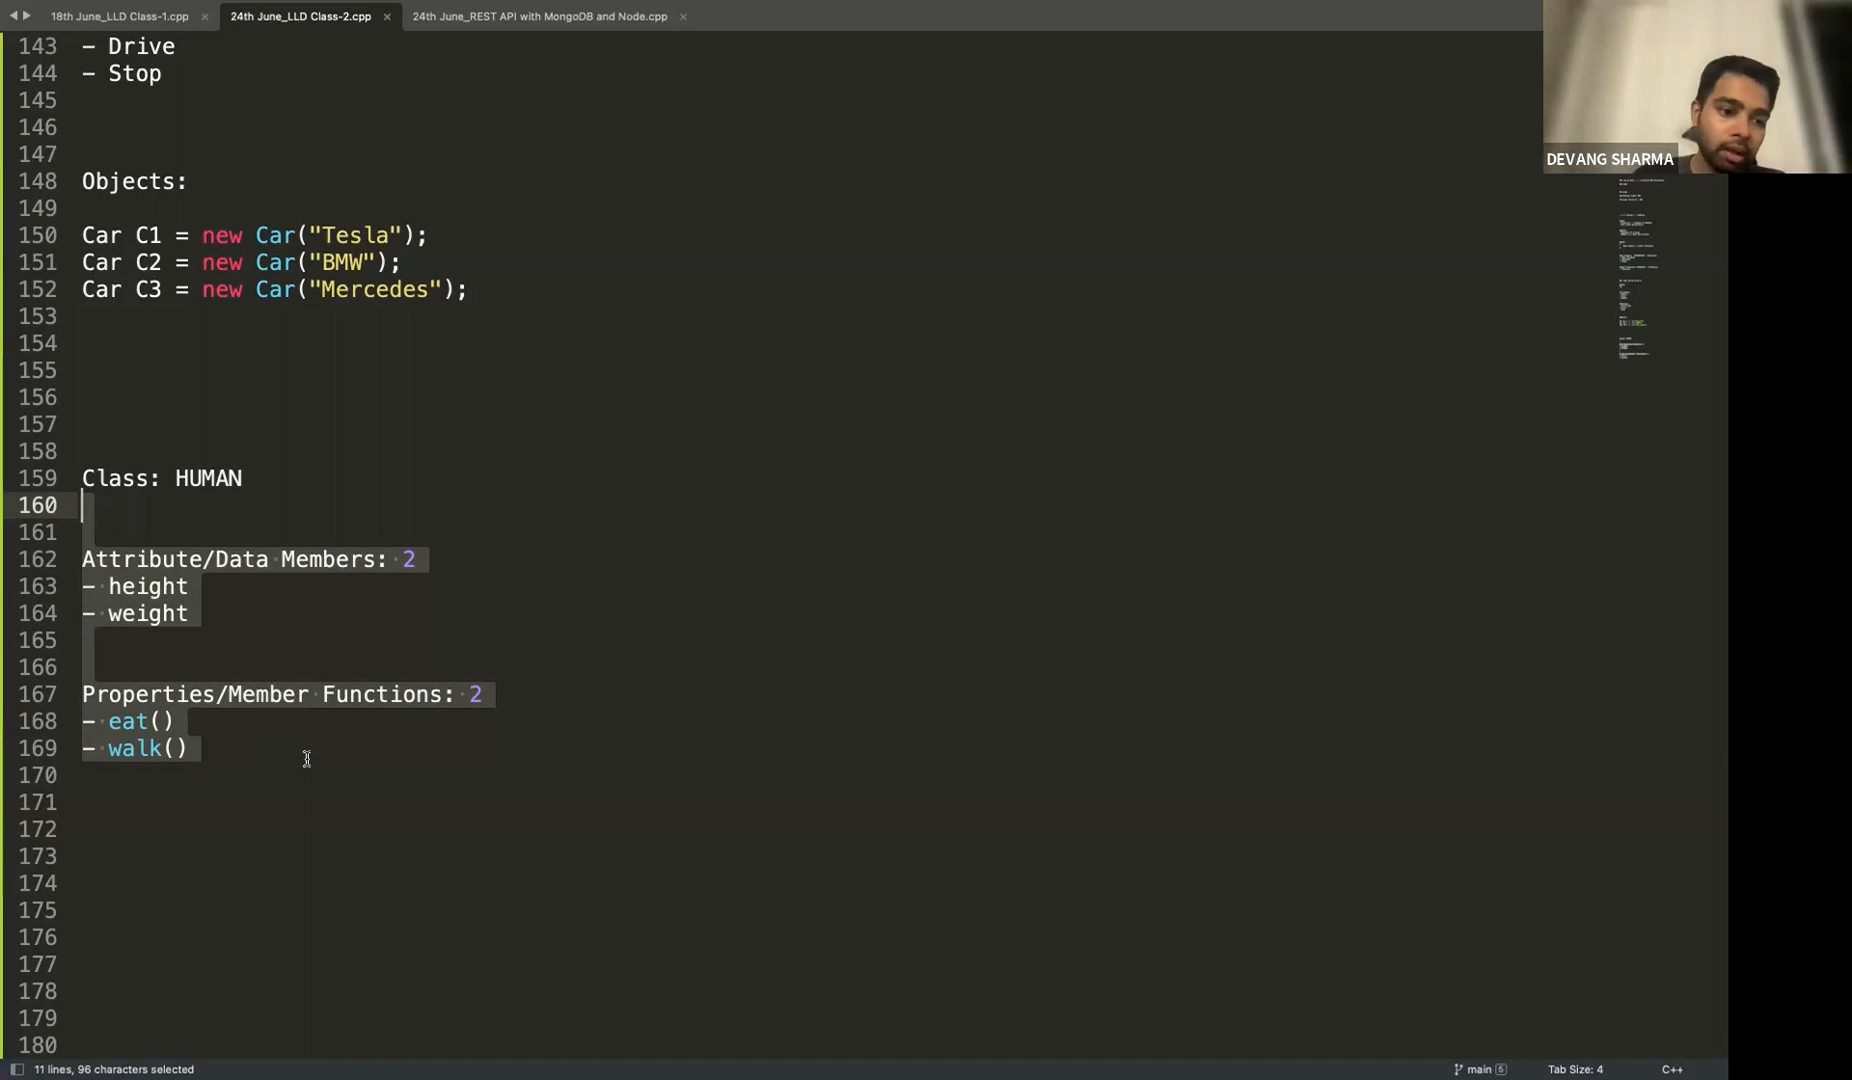 18th June_LLD Class-1.cpp
24th June_LLD Class-2.cpp
24th June_REST API with MongoDB and Node.cpp
DEVANG SHARMA
143 - Drive
144 - Stop
145
146
147
148 Objects:
149
150 Car C1 = new Car("Tesla");
151 Car C2 = new Car("BMW");
152 Car C3 = new Car("Mercedes");
153
154
155
156
157
158
159 Class: HUMAN
160
161
162 Attribute/Data Members: 2
163 - height
164 - weight
165
166
167 Properties/Member Functions: 2
168 - eat()
169 - walk()
170
171
172
173
174
175
176
177
178
179
180
11 lines, 96 characters selected
main 5
Tab Size: 4
C++